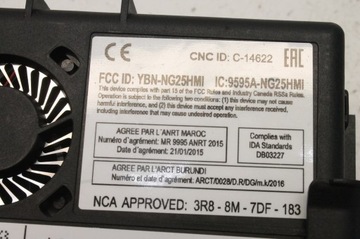 CE CNC ID: C-14622 EAC
FCC ID: YBN-NG25HMI IC:9595A-NG25HMI
This device complies with part 15 of the FCC Rules and Industry Canada RSSs Rules.
Operation is subject to the following two conditions: (1) this device may not cause
harmful interference, and (2) this device must accept any interference received, including
interference that may cause undesired operation.
AGREE PAR L'ANRT MAROC
Numéro d'agrément: MR 9995 ANRT 2015
Date d'agrément: 21/01/2015
Complies with
IDA Standards
DB03227
AGREE PAR L'ARCT BURUNDI
No D'agrément: ARCT/0028/D.R/DG/m.k/2016
NCA APPROVED: 3R8 - 8M - 7DF - 183